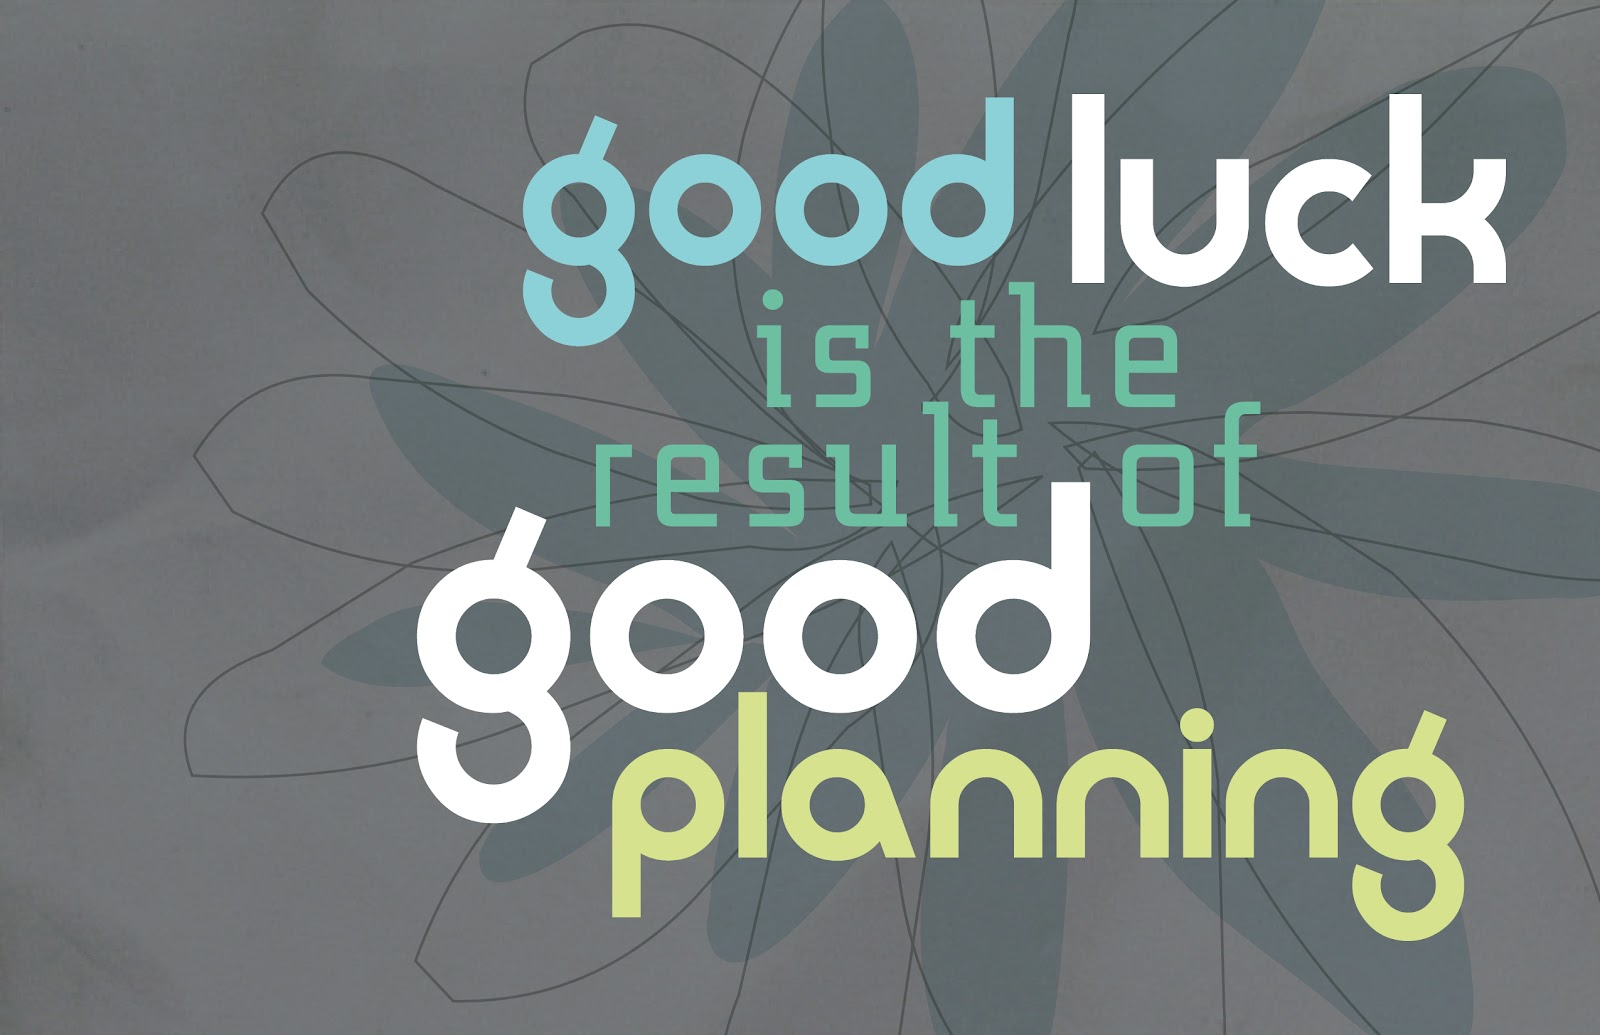 good luck
is the
result of
good
planning